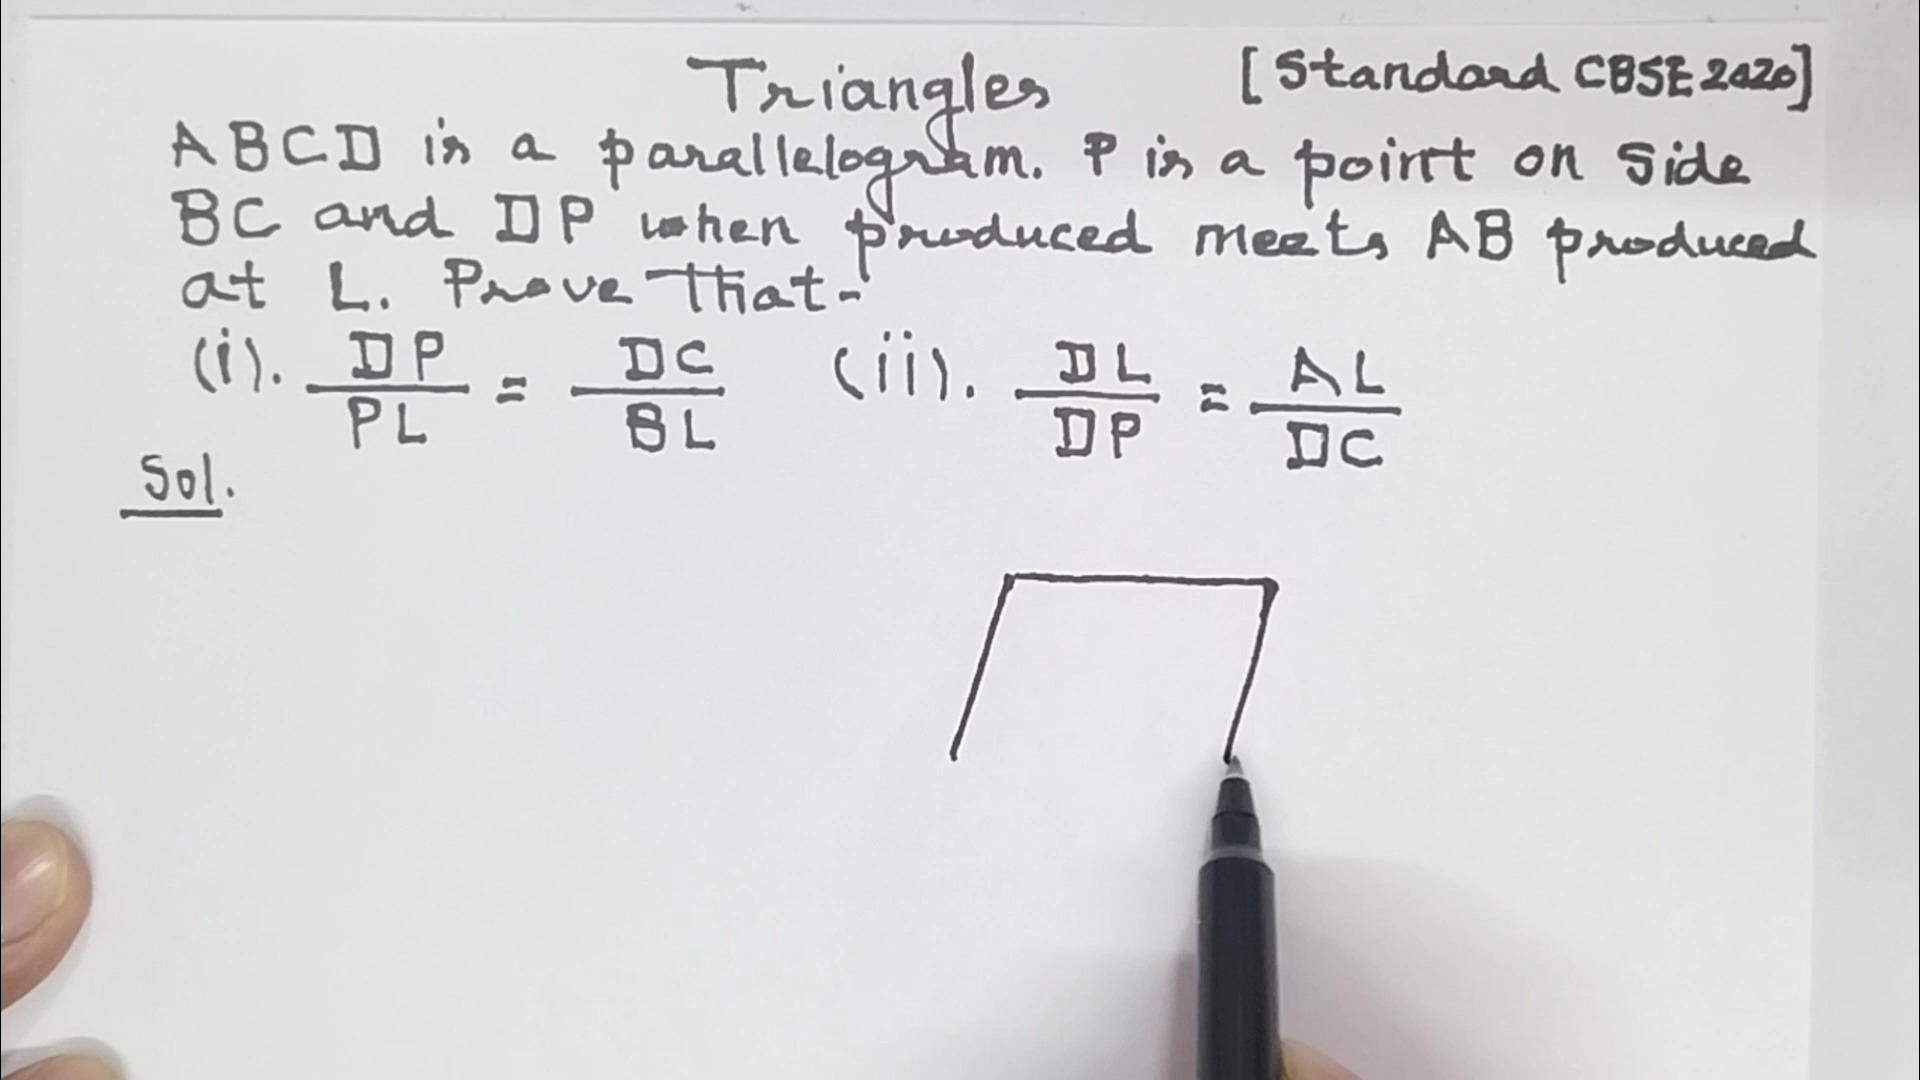 Triangles [Standard CBSE 2020]
ABCD is a parallelogram. P is a point on side
BC and DP when produced meets AB produced
at L. Prove That-
(i). DP/PL = DC/BL (ii). DL/DP = AL/DC
Sol.